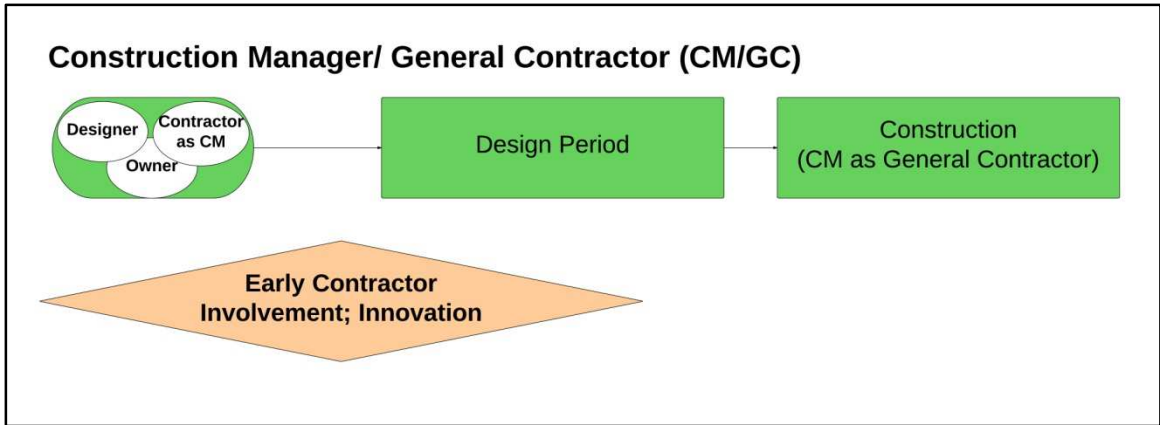 Construction Manager/ General Contractor (CM/GC)
Designer
Contractor
as CM
Owner
Design Period
Construction
(CM as General Contractor)
Early Contractor
Involvement; Innovation